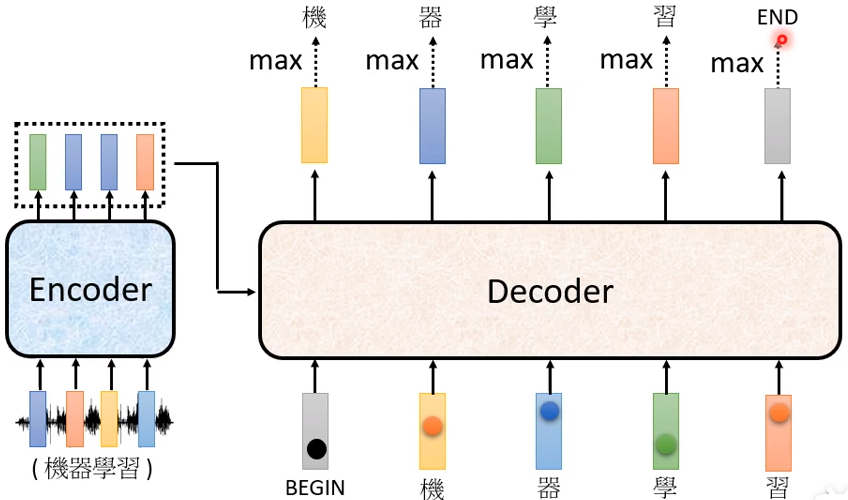 機 器 學 習 END
max max max max max
Encoder
Decoder
( 機器學習 )
BEGIN 機 器 學 習